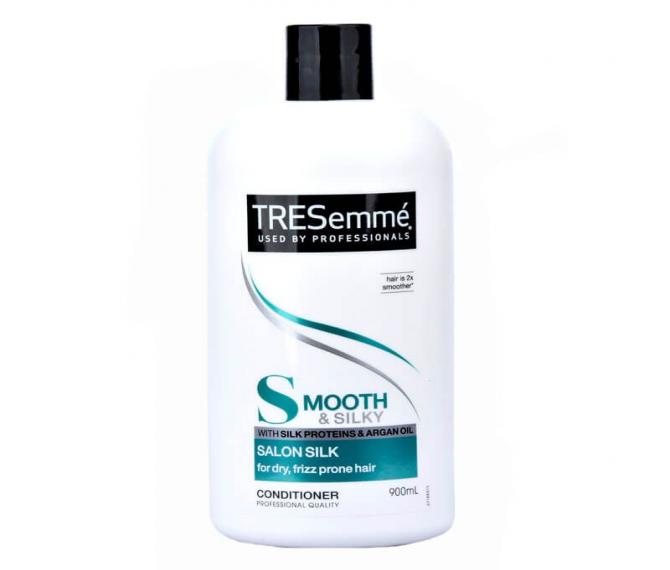 TRESemmé
USED BY PROFESSIONALS
hair is 2x
smoother*
SMOOTH
& SILKY
WITH SILK PROTEINS & ARGAN OIL
SALON SILK
for dry, frizz prone hair
CONDITIONER
900mL
PROFESSIONAL QUALITY